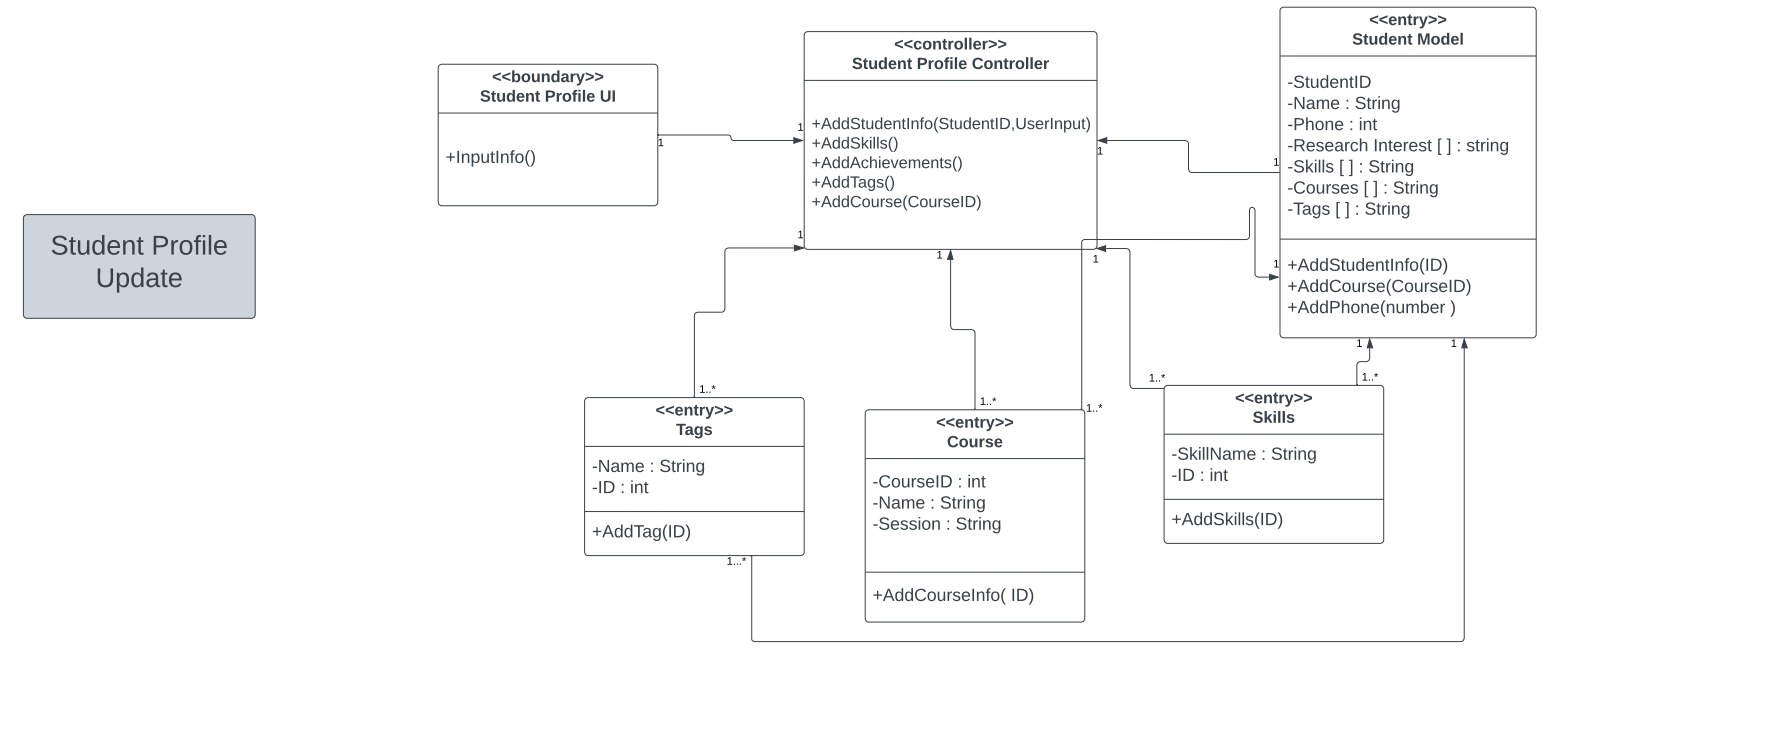 Student Profile
Update
<<boundary>>
Student Profile UI
+InputInfo()
1
<<controller>>
Student Profile Controller
+AddStudentInfo(StudentID,UserInput)
+AddSkills()
+AddAchievements()
+AddTags()
+AddCourse(CourseID)
1
1
1
1
1
<<entry>>
Student Model
-StudentID
-Name : String
-Phone : int
-Research Interest [ ] : string
-Skills [ ] : String
-Courses [ ] : String
-Tags [ ] : String
+AddStudentInfo(ID)
+AddCourse(CourseID)
+AddPhone(number )
1
1
1
1
1..*
<<entry>>
Tags
-Name : String
-ID : int
+AddTag(ID)
1...*
1..*
1..*
<<entry>>
Course
-CourseID : int
-Name : String
-Session : String
+AddCourseInfo( ID)
1..*
1..*
<<entry>>
Skills
-SkillName : String
-ID : int
+AddSkills(ID)